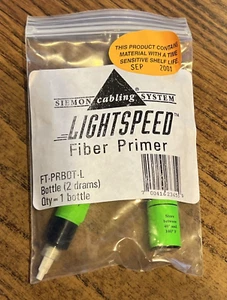 THIS PRODUCT CONTAINS
MATERIAL WITH A TIME
SENSITIVE SHELF LIFE
SEP 2001
SIEMON cabling SYSTEM
LIGHTSPEED™
Fiber Primer
FT-PRBOT-L
Bottle (2 drams)
Qty = 1 bottle